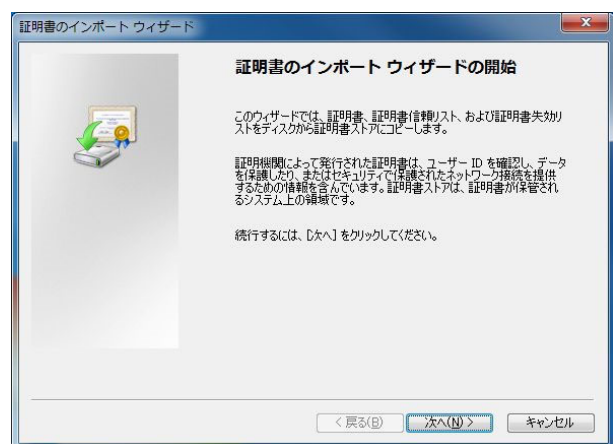 証明書のインポート ウィザード
証明書のインポート ウィザードの開始
このウィザードでは、証明書、証明書信頼リスト、および証明書失効リ
ストをディスクから証明書ストアにコピーします。
証明機関によって発行された証明書は、ユーザー ID を確認し、データ
を保護したり、またはセキュリティで保護されたネットワーク接続を提供
するための情報を含んでいます。証明書ストアは、証明書が保管され
るシステム上の領域です。
続行するには、[次へ] をクリックしてください。
< 戻る(B) 次へ(N) > キャンセル